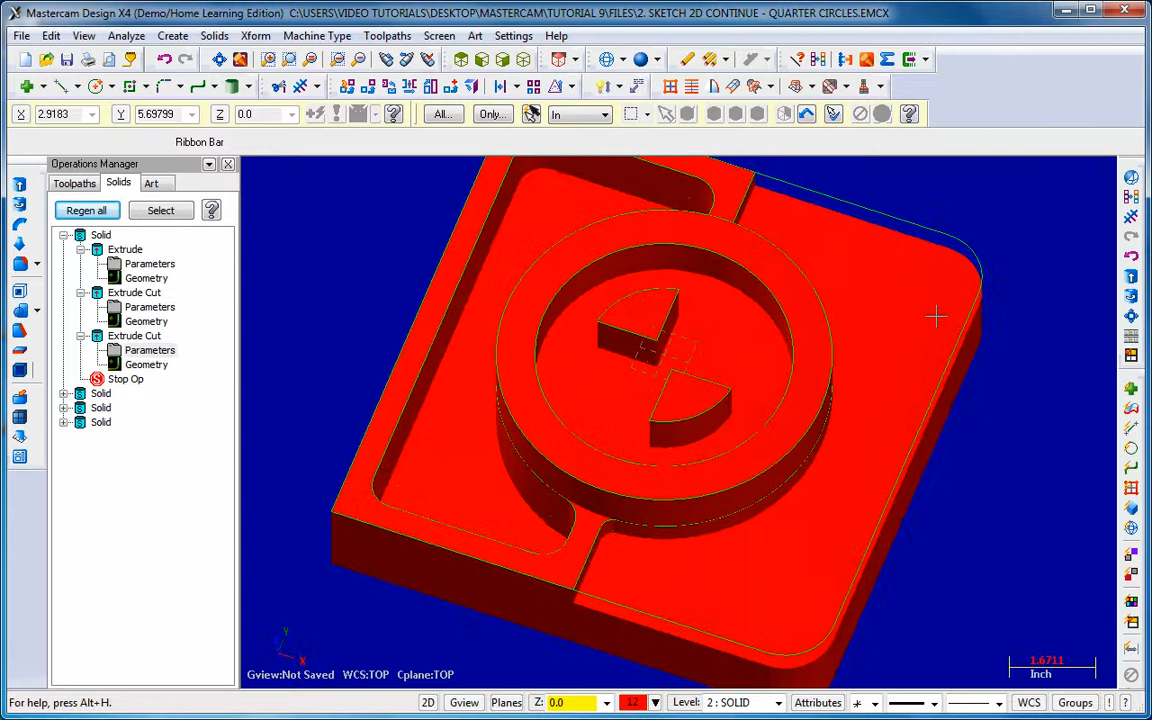 Mastercam Design X4 (Demo/Home Learning Edition) C:\USERS\VIDEO TUTORIALS\DESKTOP\MASTERCAM\TUTORIAL 9\FILES\2. SKETCH 2D CONTINUE - QUARTER CIRCLES.EMCX
File Edit View Analyze Create Solids Xform Machine Type Toolpaths Screen Art Settings Help
X 2.9183 Y 5.69799 Z 0.0 All... Only... In
Ribbon Bar
Operations Manager
Toolpaths Solids Art
Regen all Select
Solid
Extrude
Parameters
Geometry
Extrude Cut
Parameters
Geometry
Extrude Cut
Parameters
Geometry
Stop Op
Solid
Solid
Solid
Y
X
Gview:Not Saved WCS:TOP Cplane:TOP
1.6711
Inch
For help, press Alt+H.
2D Gview Planes Z: 0.0 12 Level: 2 : SOLID Attributes WCS Groups ! ?